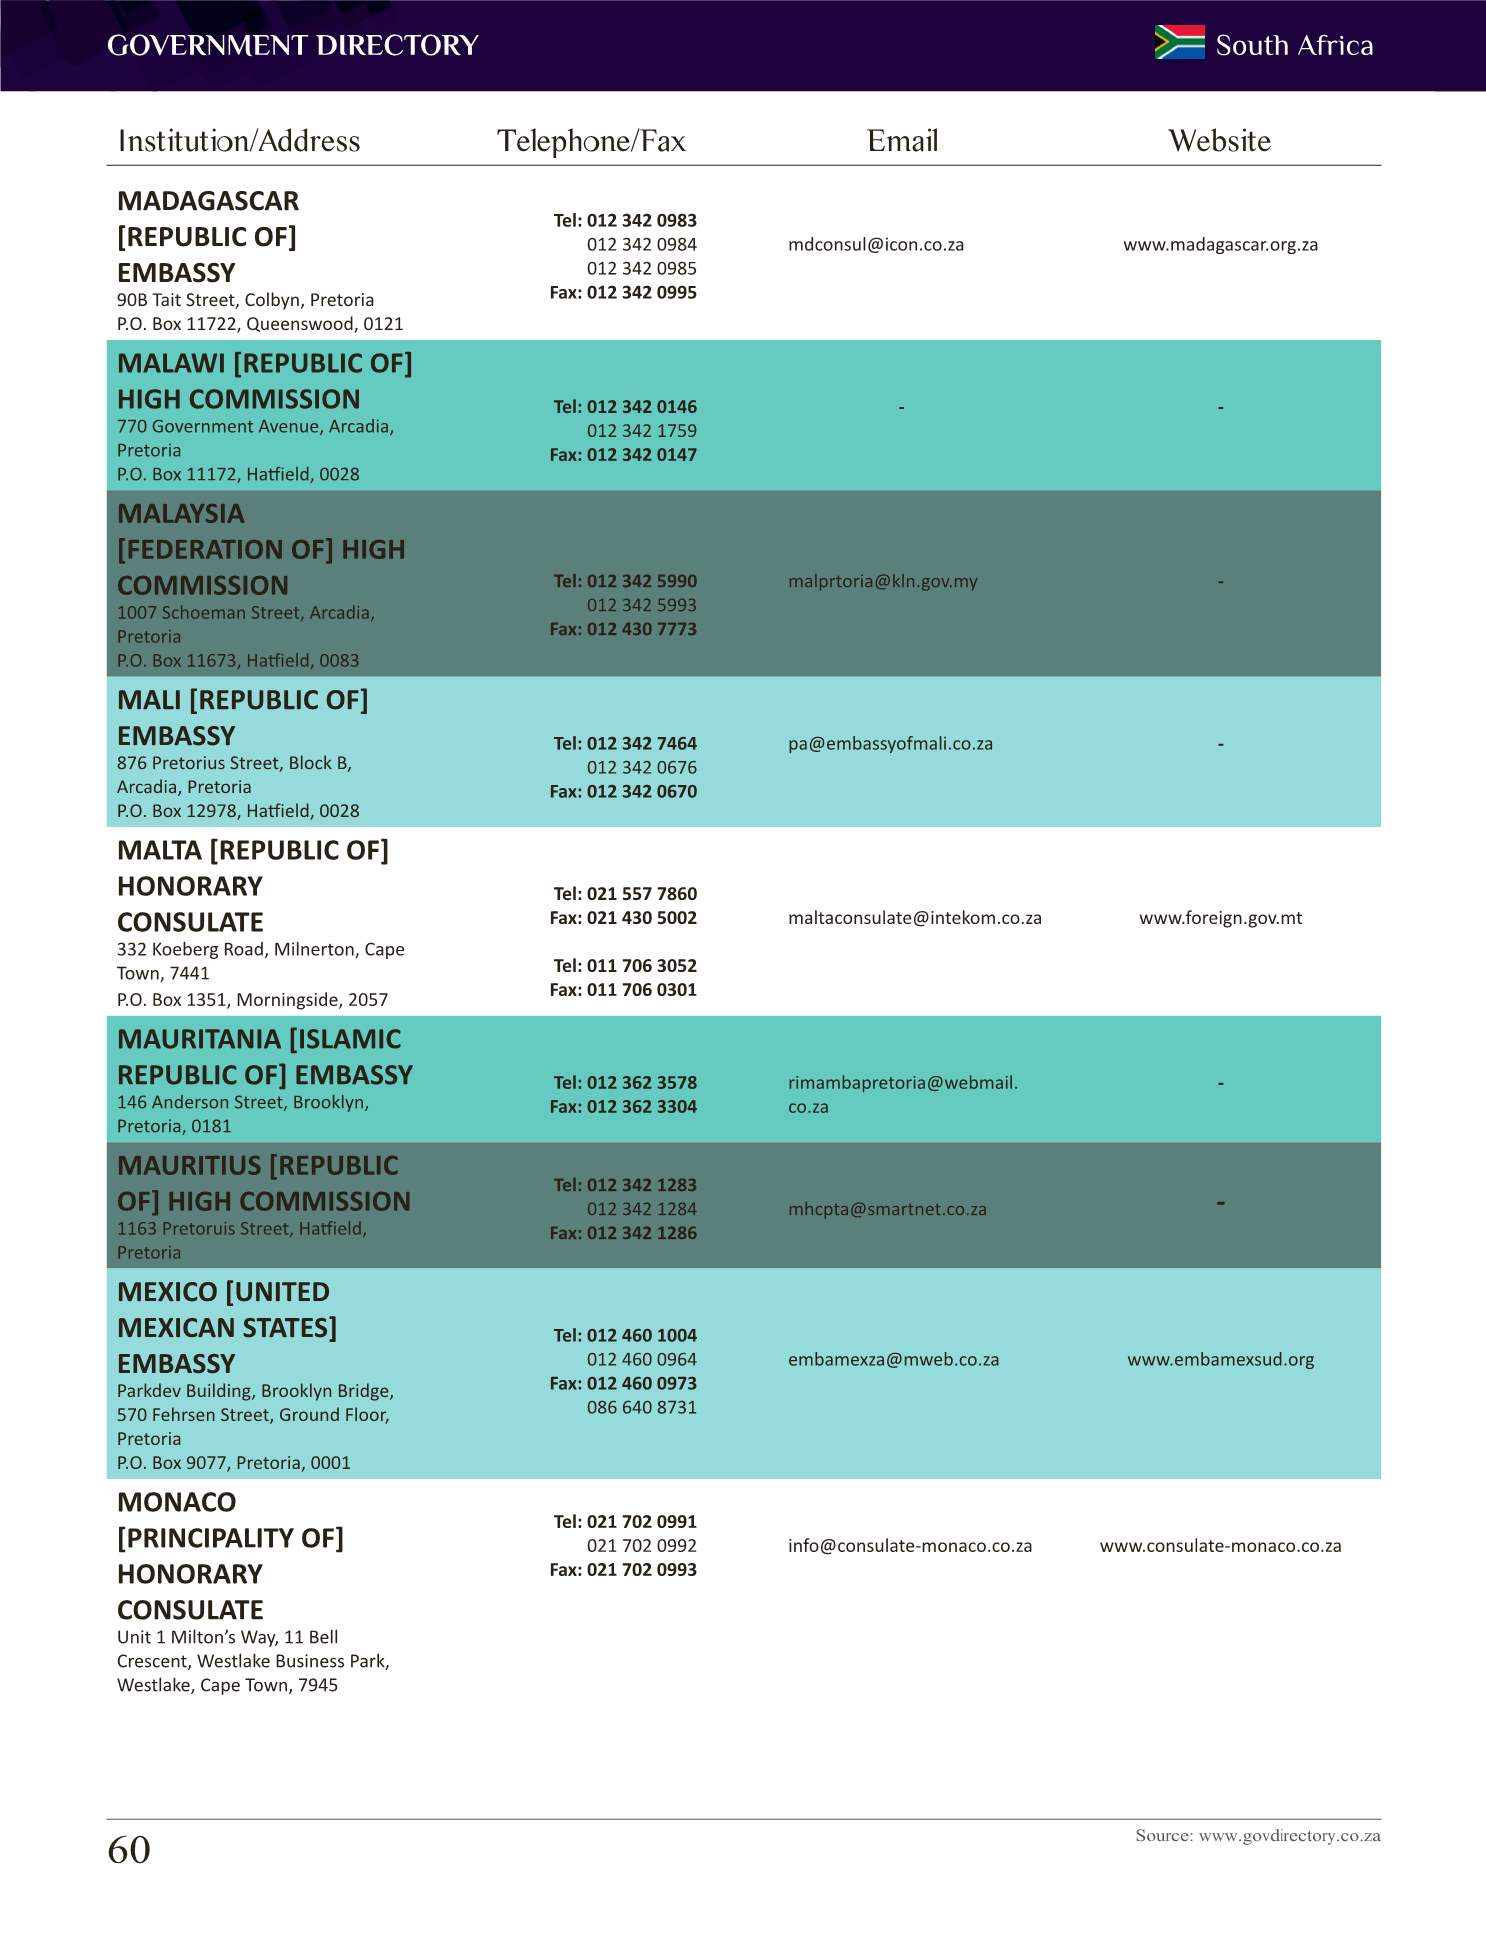 GOVERNMENT DIRECTORY
South Africa
Institution/Address
Telephone/Fax
Email
Website
MADAGASCAR
[REPUBLIC OF]
EMBASSY
90B Tait Street, Colbyn, Pretoria
P.O. Box 11722, Queenswood, 0121
Tel: 012 342 0983
012 342 0984
012 342 0985
Fax: 012 342 0995
mdconsul@icon.co.za
www.madagascar.org.za
MALAWI [REPUBLIC OF]
HIGH COMMISSION
770 Government Avenue, Arcadia,
Pretoria
P.O. Box 11172, Hatfield, 0028
Tel: 012 342 0146
012 342 1759
Fax: 012 342 0147
-
-
MALAYSIA
[FEDERATION OF] HIGH
COMMISSION
1007 Schoeman Street, Arcadia,
Pretoria
P.O. Box 11673, Hatfield, 0083
Tel: 012 342 5990
012 342 5993
Fax: 012 430 7773
malprtoria@kln.gov.my
-
MALI [REPUBLIC OF]
EMBASSY
876 Pretorius Street, Block B,
Arcadia, Pretoria
P.O. Box 12978, Hatfield, 0028
Tel: 012 342 7464
012 342 0676
Fax: 012 342 0670
pa@embassyofmali.co.za
-
MALTA [REPUBLIC OF]
HONORARY
CONSULATE
332 Koeberg Road, Milnerton, Cape
Town, 7441
P.O. Box 1351, Morningside, 2057
Tel: 021 557 7860
Fax: 021 430 5002
Tel: 011 706 3052
Fax: 011 706 0301
maltaconsulate@intekom.co.za
www.foreign.gov.mt
MAURITANIA [ISLAMIC
REPUBLIC OF] EMBASSY
146 Anderson Street, Brooklyn,
Pretoria, 0181
Tel: 012 362 3578
Fax: 012 362 3304
rimambapretoria@webmail.
co.za
-
MAURITIUS [REPUBLIC
OF] HIGH COMMISSION
1163 Pretoruis Street, Hatfield,
Pretoria
Tel: 012 342 1283
012 342 1284
Fax: 012 342 1286
mhcpta@smartnet.co.za
-
MEXICO [UNITED
MEXICAN STATES]
EMBASSY
Parkdev Building, Brooklyn Bridge,
570 Fehrsen Street, Ground Floor,
Pretoria
P.O. Box 9077, Pretoria, 0001
Tel: 012 460 1004
012 460 0964
Fax: 012 460 0973
086 640 8731
embamexza@mweb.co.za
www.embamexsud.org
MONACO
[PRINCIPALITY OF]
HONORARY
CONSULATE
Unit 1 Milton’s Way, 11 Bell
Crescent, Westlake Business Park,
Westlake, Cape Town, 7945
Tel: 021 702 0991
021 702 0992
Fax: 021 702 0993
info@consulate-monaco.co.za
www.consulate-monaco.co.za
60
Source: www.govdirectory.co.za